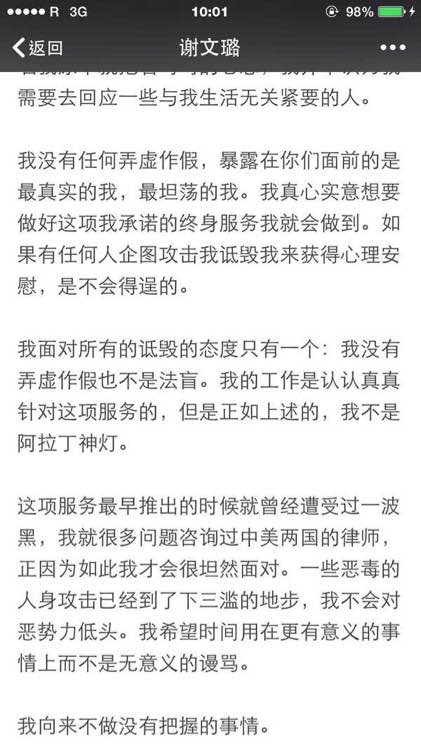 R 3G 10:01 98%
返回 谢文璐
需要去回应一些与我生活无关紧要的人。
我没有任何弄虚作假，暴露在你们面前的是
最真实的我，最坦荡的我。我真心实意想要
做好这项我承诺的终身服务我就会做到。如
果有任何人企图攻击我诋毁我来获得心理安
慰，是不会得逞的。
我面对所有的诋毁的态度只有一个：我没有
弄虚作假也不是法盲。我的工作是认认真真
针对这项服务的，但是正如上述的，我不是
阿拉丁神灯。
这项服务最早推出的时候就曾经遭受过一波
黑，我就很多问题咨询过中美两国的律师，
正因为如此我才会很坦然面对。一些恶毒的
人身攻击已经到了下三滥的地步，我不会对
恶势力低头。我希望时间用在更有意义的事
情上而不是无意义的谩骂。
我向来不做没有把握的事情。